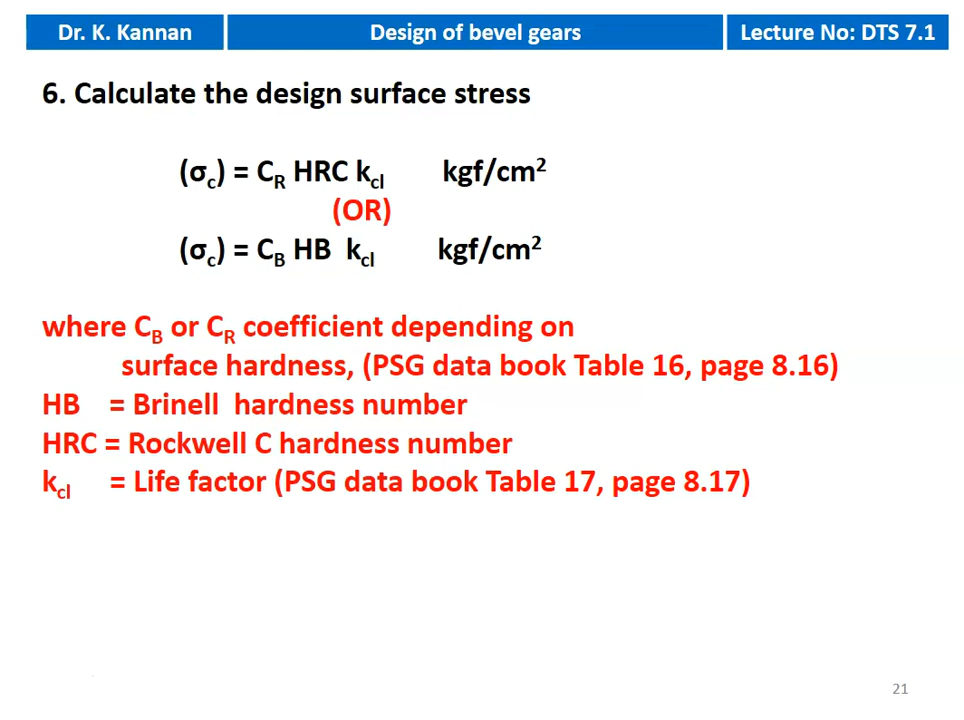 Dr. K. Kannan
Design of bevel gears
Lecture No: DTS 7.1
6. Calculate the design surface stress
(σc) = CR HRC kcl kgf/cm²
(OR)
(σc) = CB HB kcl kgf/cm²
where CB or CR coefficient depending on
surface hardness, (PSG data book Table 16, page 8.16)
HB = Brinell hardness number
HRC = Rockwell C hardness number
kcl = Life factor (PSG data book Table 17, page 8.17)
21